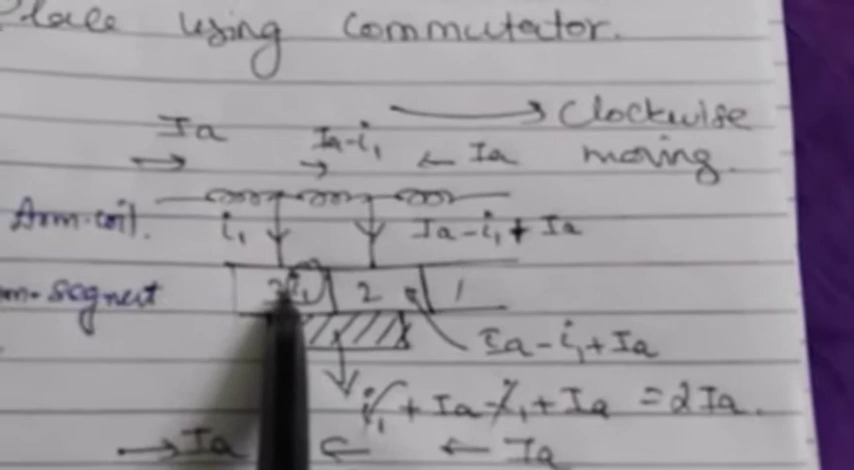 Place using commutator.
→ Clockwise
Ia Ia-i₁ ← Ia moving.
→ →
Arm.coil. i₁ Ia-i₁+Ia
m-segment i₁ 2 1
Ia-i₁+Ia
i₁+Ia-i₁+Ia = 2Ia.
→ Ia ← ← Ia